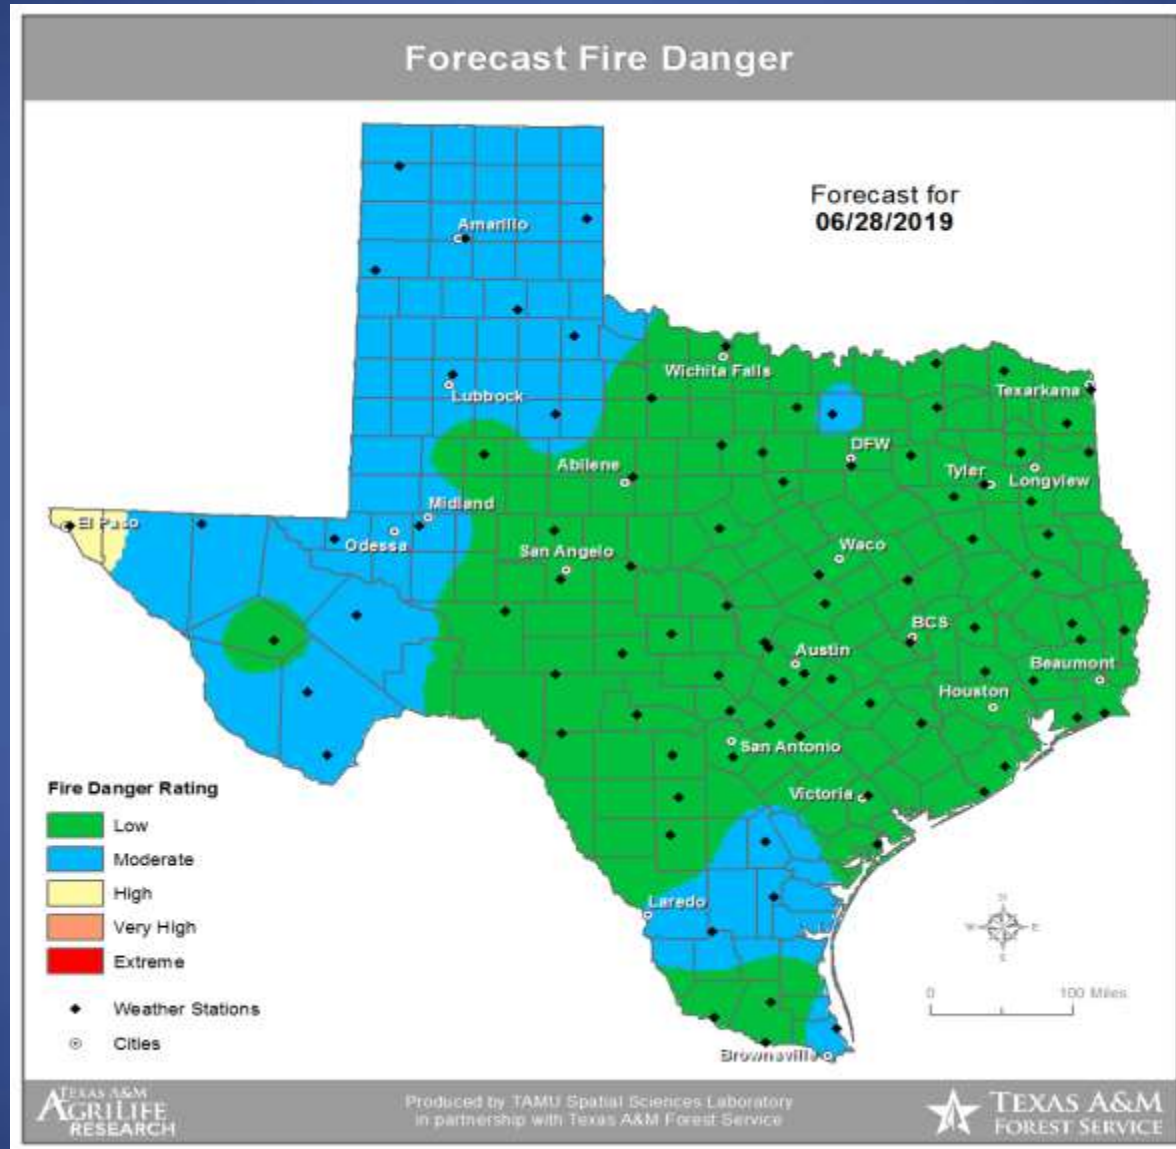 Forecast Fire Danger
Forecast for
06/28/2019
Amarillo
Lubbock
Wichita Falls
Texarkana
DFW
Abilene
Tyler
Longview
Midland
El Paso
Odessa
San Angelo
Waco
BCS
Austin
Beaumont
Houston
San Antonio
Victoria
Laredo
Brownsville
Fire Danger Rating
Low
Moderate
High
Very High
Extreme
Weather Stations
Cities
N
W E
S
0 100 Miles
TEXAS A&M
AGRILIFE
RESEARCH
Produced by TAMU Spatial Sciences Laboratory
in partnership with Texas A&M Forest Service
TEXAS A&M
FOREST SERVICE